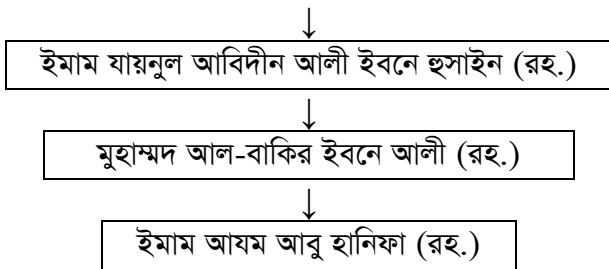 ইমাম যায়নুল আবিদীন আলী ইবনে হুসাইন (রহ.)
মুহাম্মদ আল-বাকির ইবনে আলী (রহ.)
ইমাম আযম আবু হানিফা (রহ.)